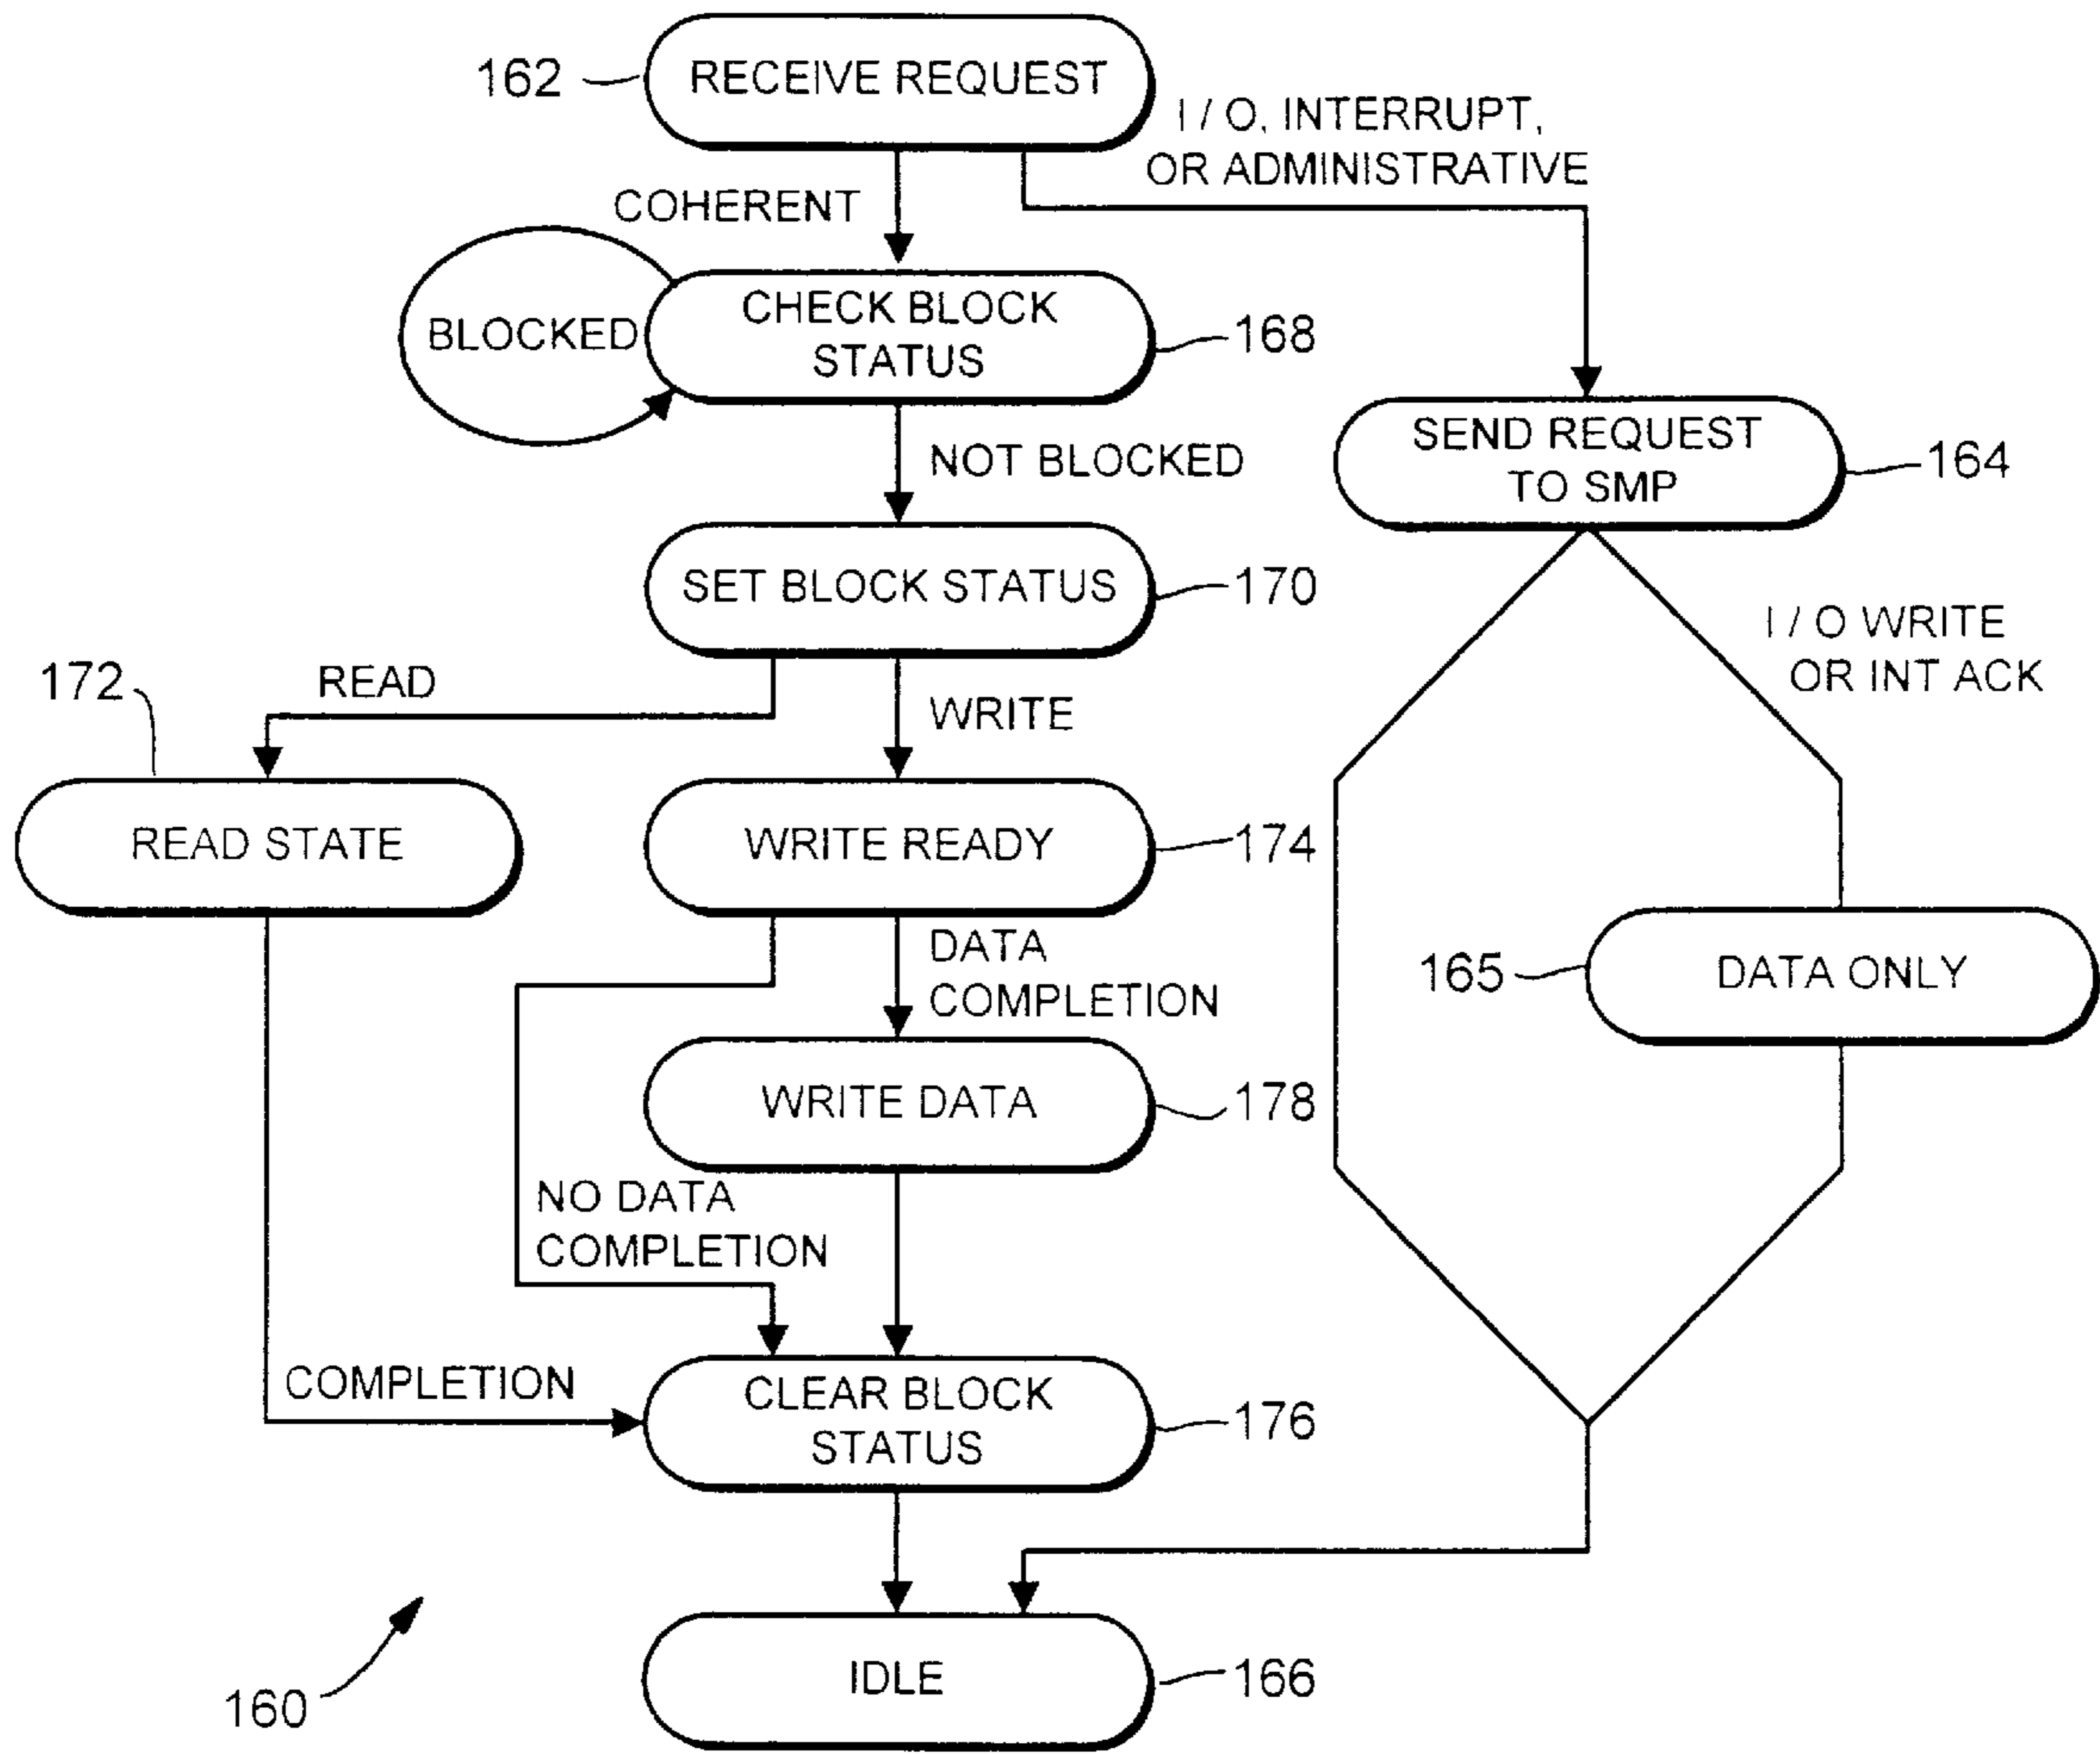 162
RECEIVE REQUEST
I / O, INTERRUPT,
OR ADMINISTRATIVE
COHERENT
BLOCKED
CHECK BLOCK
STATUS
168
NOT BLOCKED
SEND REQUEST
TO SMP
164
SET BLOCK STATUS
170
I / O WRITE
OR INT ACK
172
READ
WRITE
READ STATE
WRITE READY
174
DATA
COMPLETION
165
DATA ONLY
WRITE DATA
178
NO DATA
COMPLETION
COMPLETION
CLEAR BLOCK
STATUS
176
IDLE
166
160